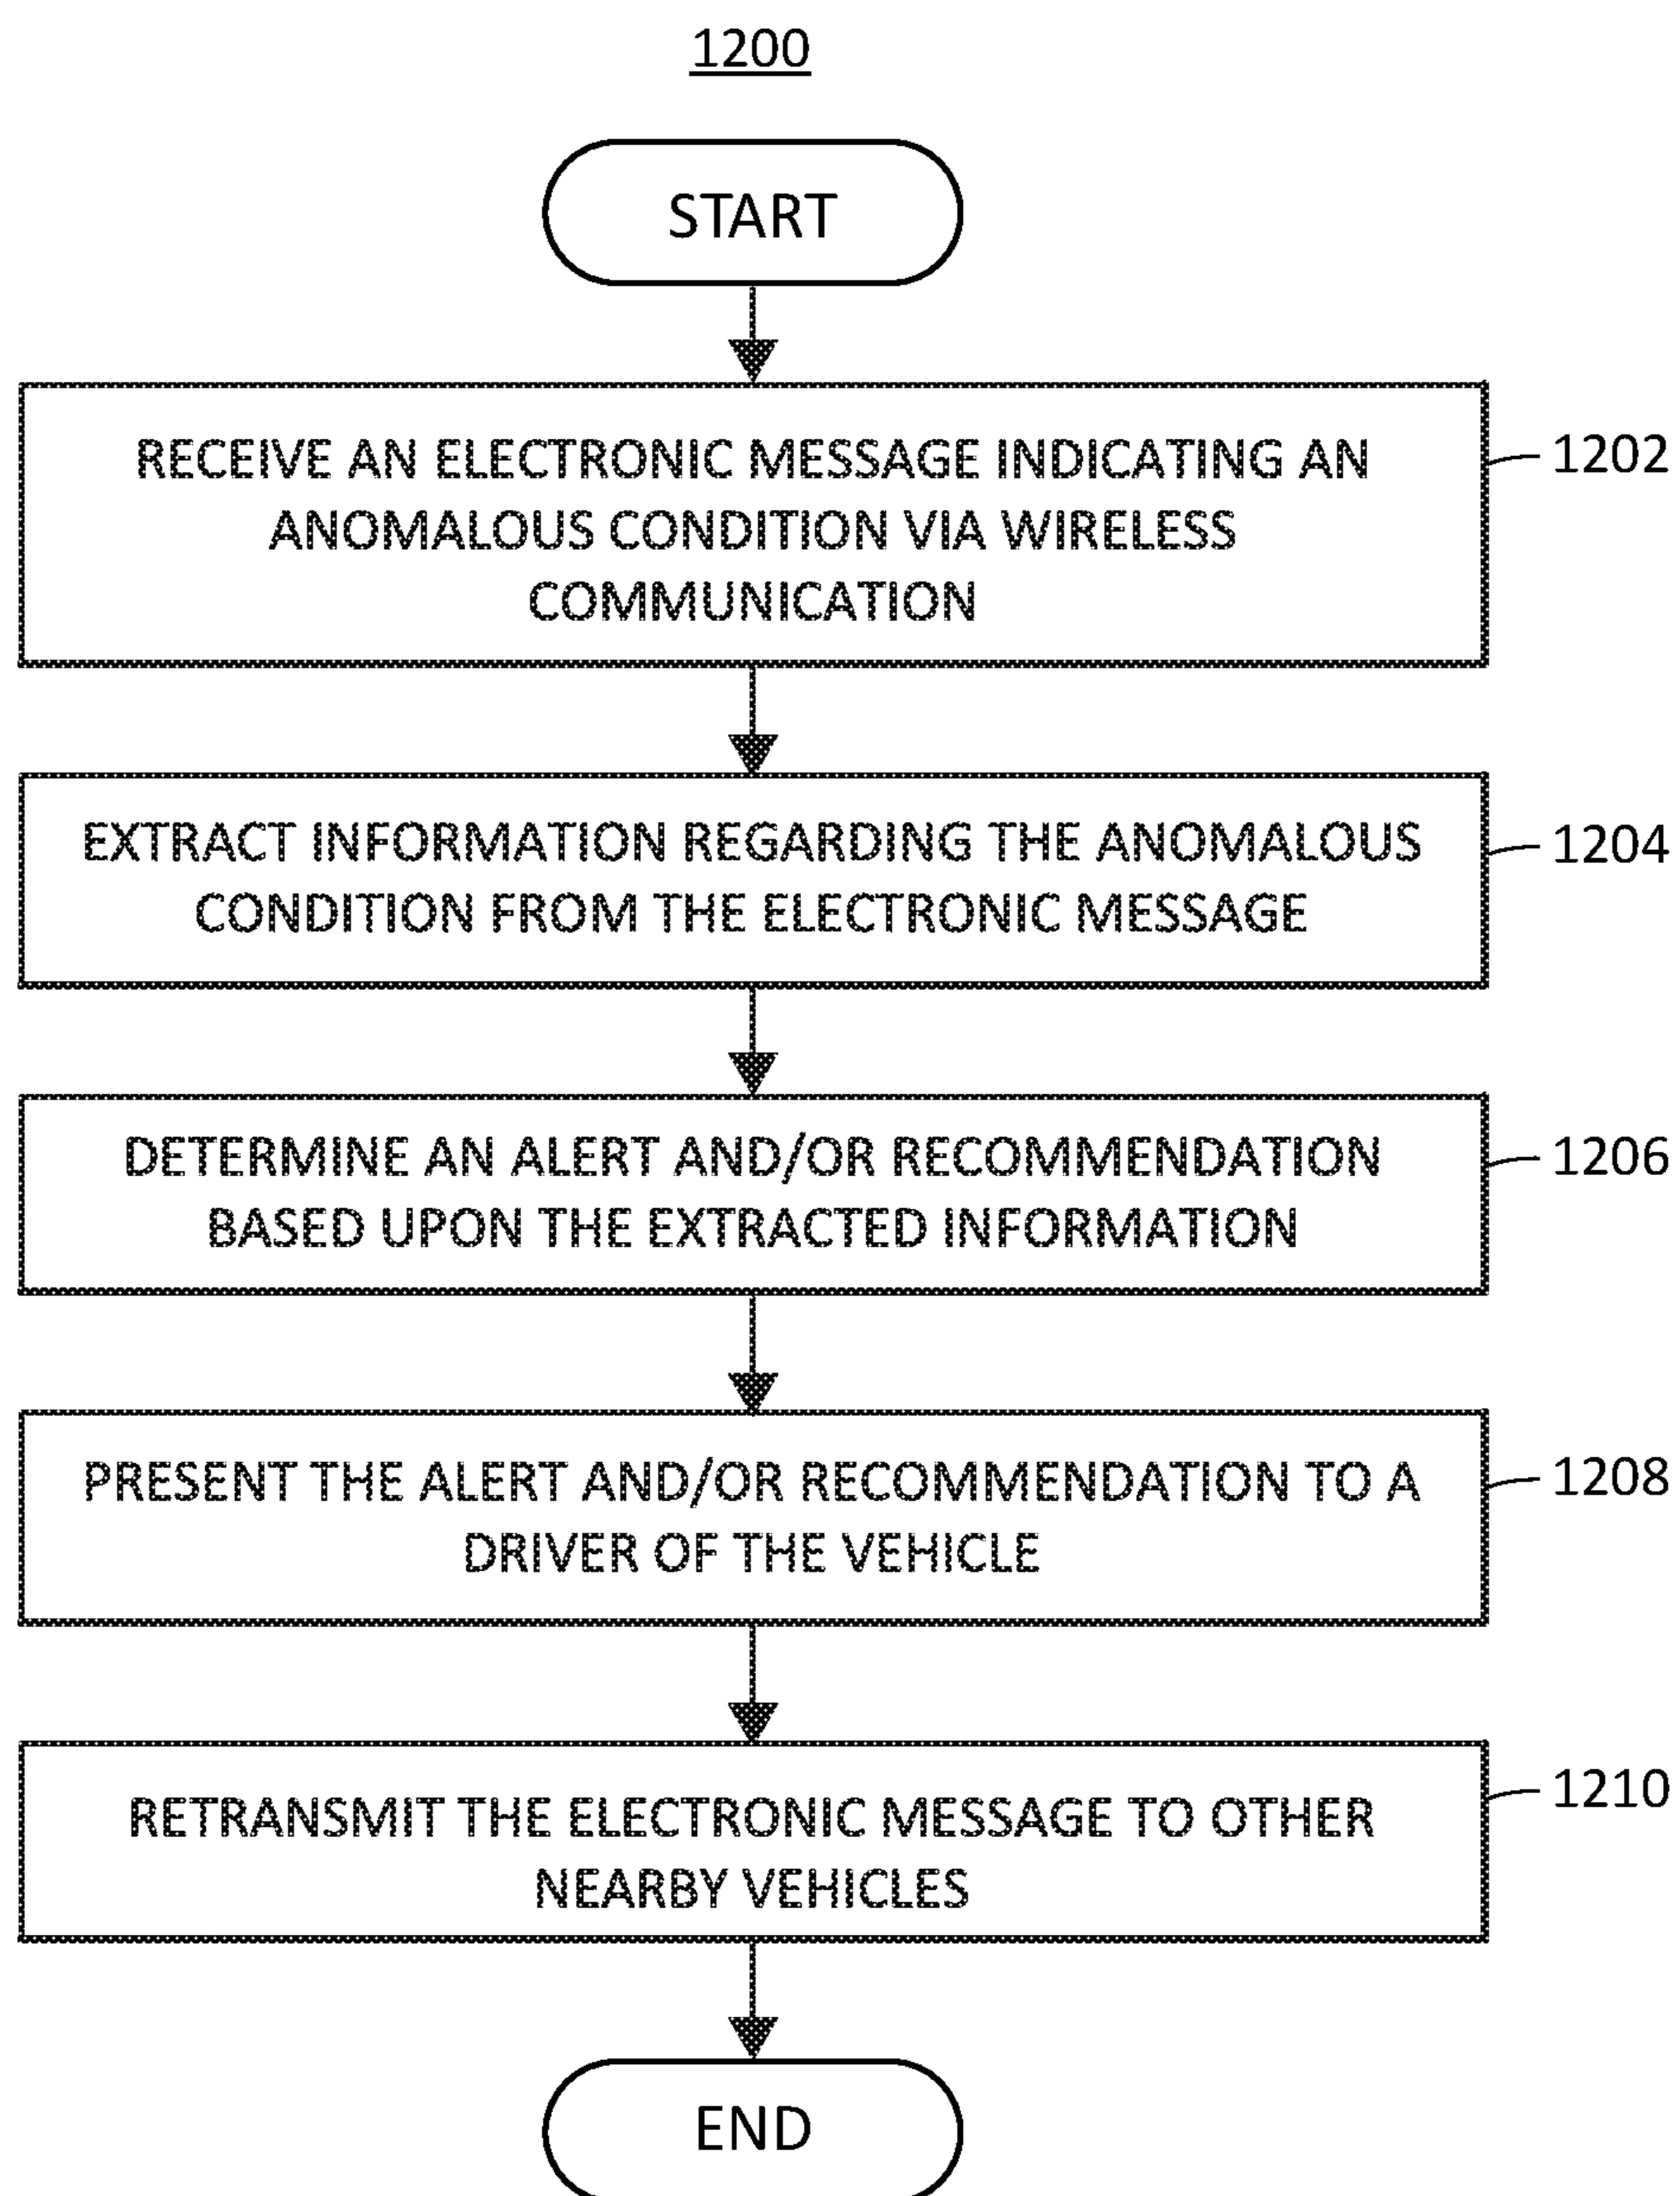 1200
START
RECEIVE AN ELECTRONIC MESSAGE INDICATING AN
ANOMALOUS CONDITION VIA WIRELESS
COMMUNICATION
1202
EXTRACT INFORMATION REGARDING THE ANOMALOUS
CONDITION FROM THE ELECTRONIC MESSAGE
1204
DETERMINE AN ALERT AND/OR RECOMMENDATION
BASED UPON THE EXTRACTED INFORMATION
1206
PRESENT THE ALERT AND/OR RECOMMENDATION TO A
DRIVER OF THE VEHICLE
1208
RETRANSMIT THE ELECTRONIC MESSAGE TO OTHER
NEARBY VEHICLES
1210
END